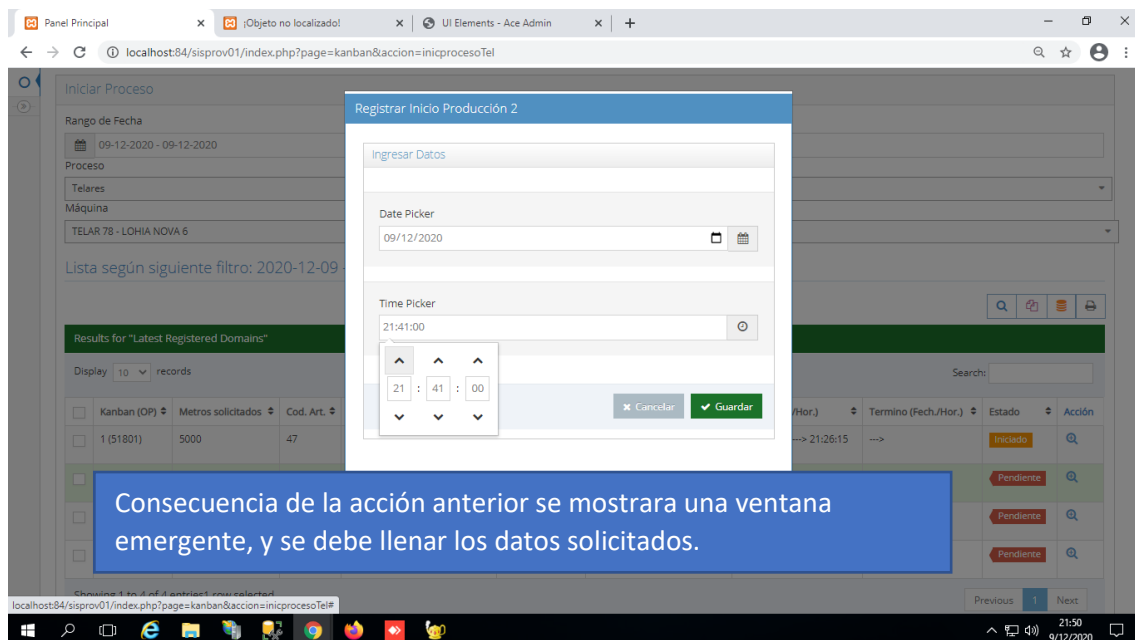 Panel Principal
¡Objeto no localizado!
UI Elements - Ace Admin
localhost:84/sisprov01/index.php?page=kanban&accion=inicprocesoTel
Iniciar Proceso
Rango de Fecha
09-12-2020 - 09-12-2020
Proceso
Telares
Máquina
TELAR 78 - LOHIA NOVA 6
Lista según siguiente filtro: 2020-12-09 -
Results for "Latest Registered Domains"
Display 10 records
Search:
Kanban (OP) Metros solicitados Cod. Art. /Hor.) Termino (Fech./Hor.) Estado Acción
1 (51801) 5000 47 --> 21:26:15 --->
Iniciado
Pendiente
Pendiente
Pendiente
Registrar Inicio Producción 2
Ingresar Datos
Date Picker
09/12/2020
Time Picker
21:41:00
21 : 41 : 00
Cancelar Guardar
Consecuencia de la acción anterior se mostrara una ventana
emergente, y se debe llenar los datos solicitados.
Showing 1 to 4 of 4 entries1 row selected
Previous 1 Next
localhost:84/sisprov01/index.php?page=kanban&accion=inicprocesoTel#
21:50
9/12/2020